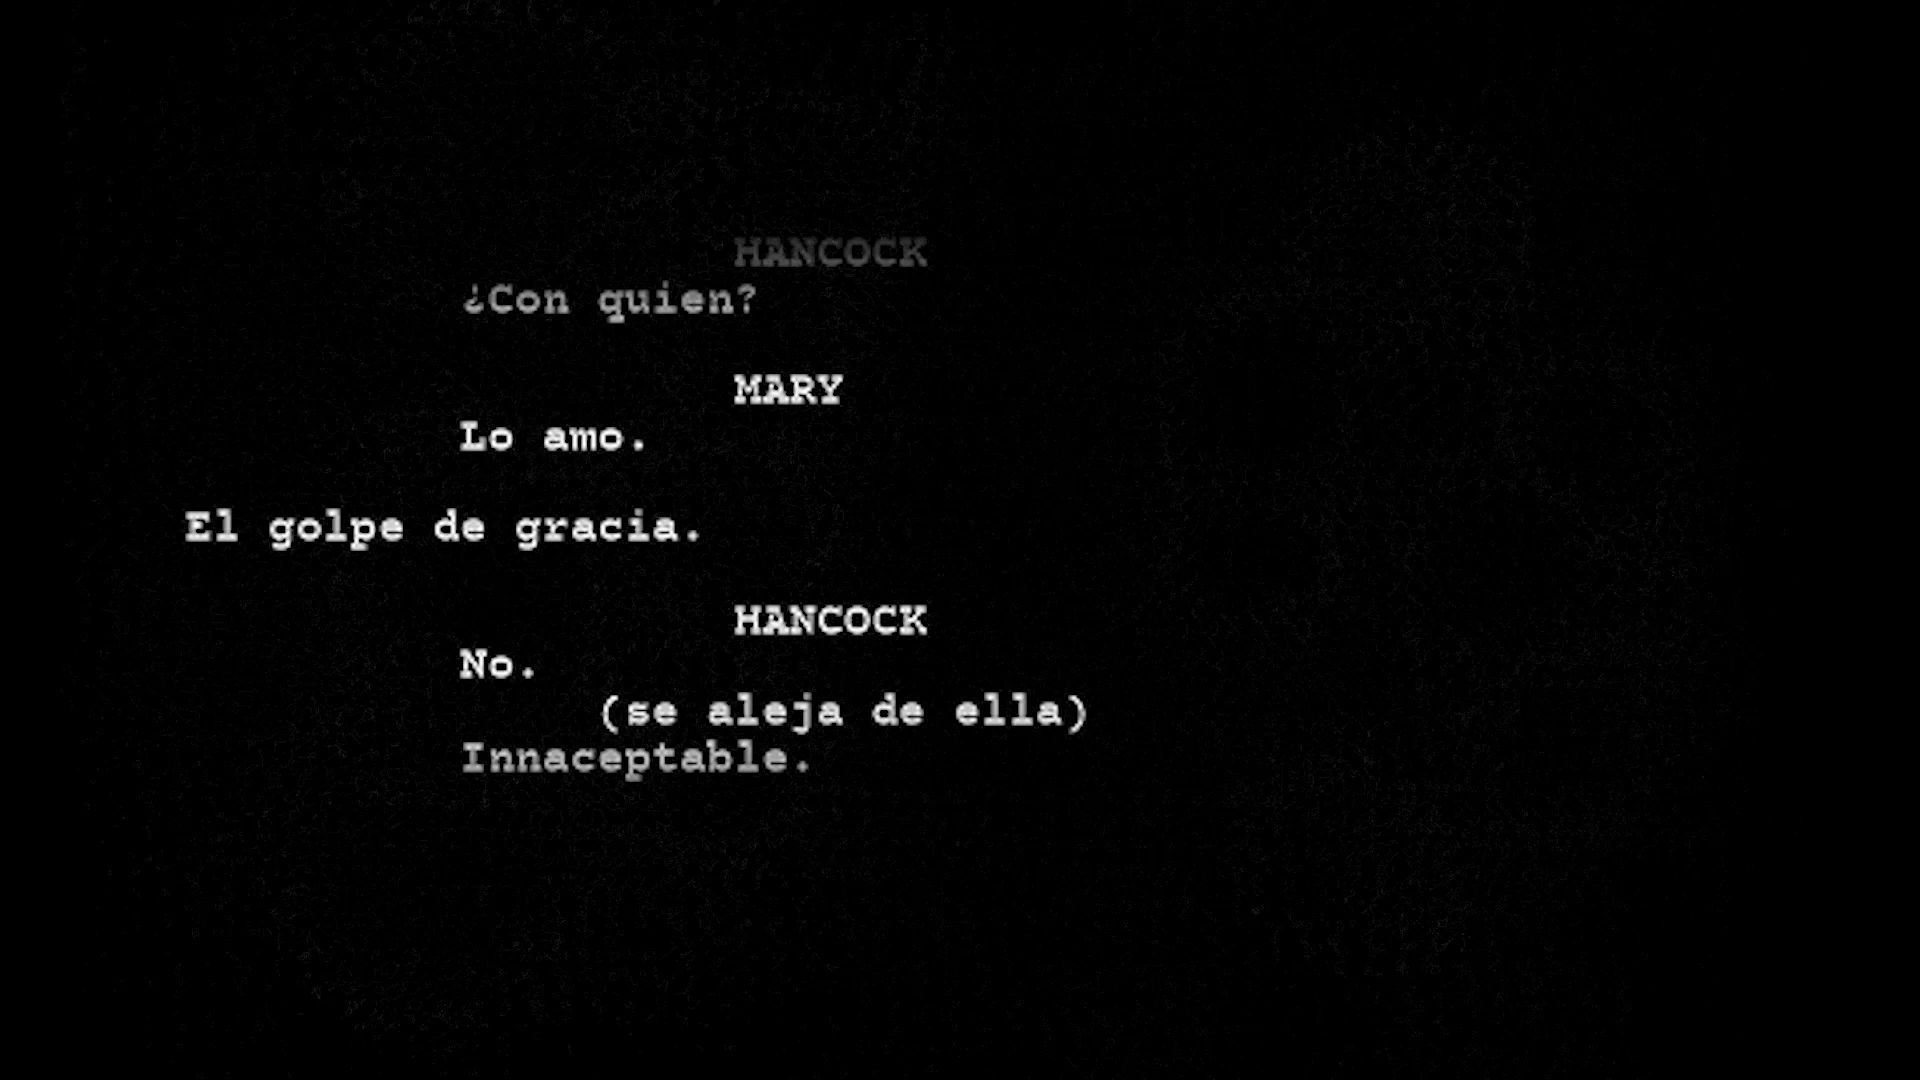 HANCOCK
¿Con quien?
MARY
Lo amo.
El golpe de gracia.
HANCOCK
No.
(se aleja de ella)
Innaceptable.